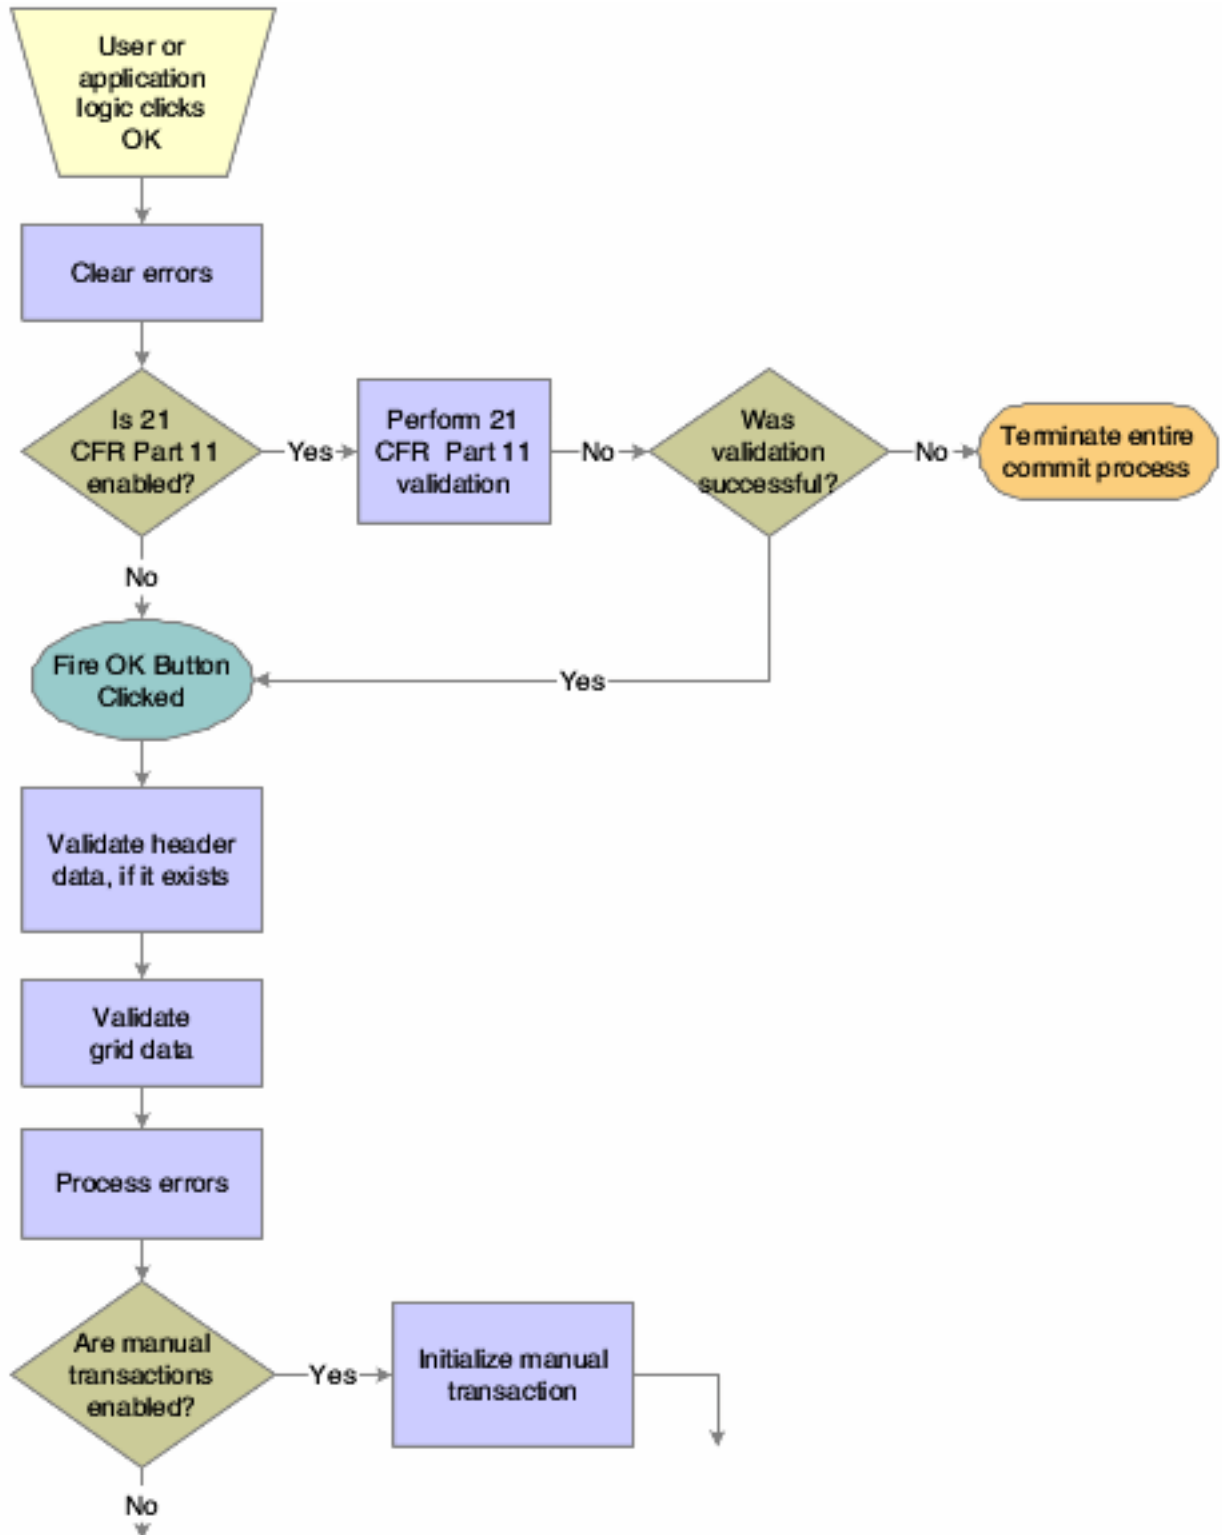 User or
application
logic clicks
OK
Clear errors
Is 21
CFR Part 11
enabled?
Yes
Perform 21
CFR Part 11
validation
No
Was
validation
successful?
No
Terminate entire
commit process
No
Fire OK Button
Clicked
Yes
Validate header
data, if it exists
Validate
grid data
Process errors
Are manual
transactions
enabled?
Yes
Initialize manual
transaction
No